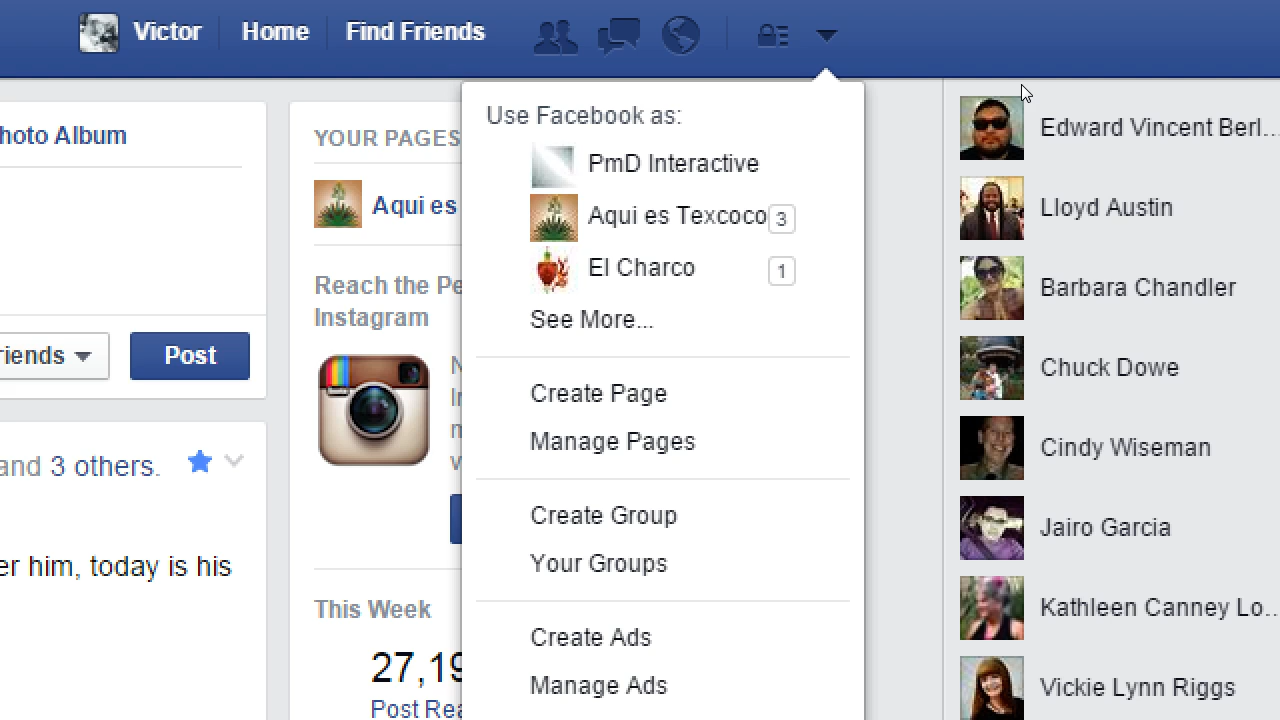 Victor
Home
Find Friends
hoto Album
riends
Post
and 3 others.
er him, today is his
YOUR PAGES
Aqui es
Reach the Pe
Instagram
This Week
27,19
Post Rea
Use Facebook as:
PmD Interactive
Aqui es Texcoco 3
El Charco 1
See More...
Create Page
Manage Pages
Create Group
Your Groups
Create Ads
Manage Ads
Edward Vincent Berl...
Lloyd Austin
Barbara Chandler
Chuck Dowe
Cindy Wiseman
Jairo Garcia
Kathleen Canney Lo...
Vickie Lynn Riggs